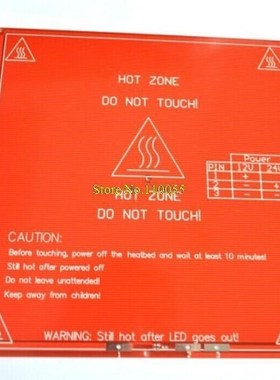 HOT ZONE
DO NOT TOUCH!
Power
PIN 12V 24V
1 +
2 - -
3 -
Store No: 110055
HOT ZONE
DO NOT TOUCH!
CAUTION:
Before touching, power off the heatbed and wait at least 10 minutes!
Still hot after powered off
Do not leave unattended!
Keep away from children!
WARNING: Still hot after LED goes out!